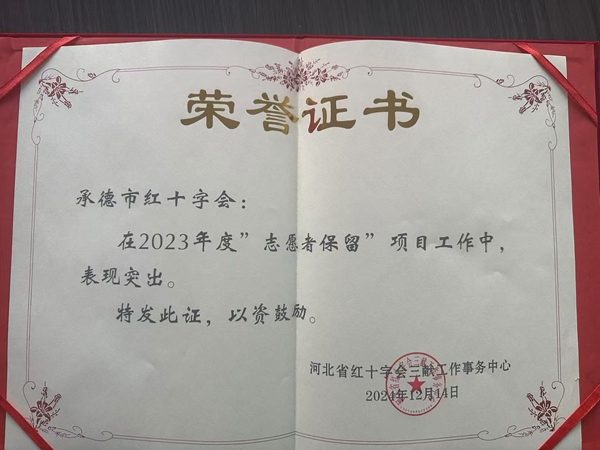 荣誉证书
承德市红十字会：
在2023年度”志愿者保留”项目工作中，
表现突出。
特发此证，以资鼓励。
河北省红十字会三献工作事务中心
2024年12月14日